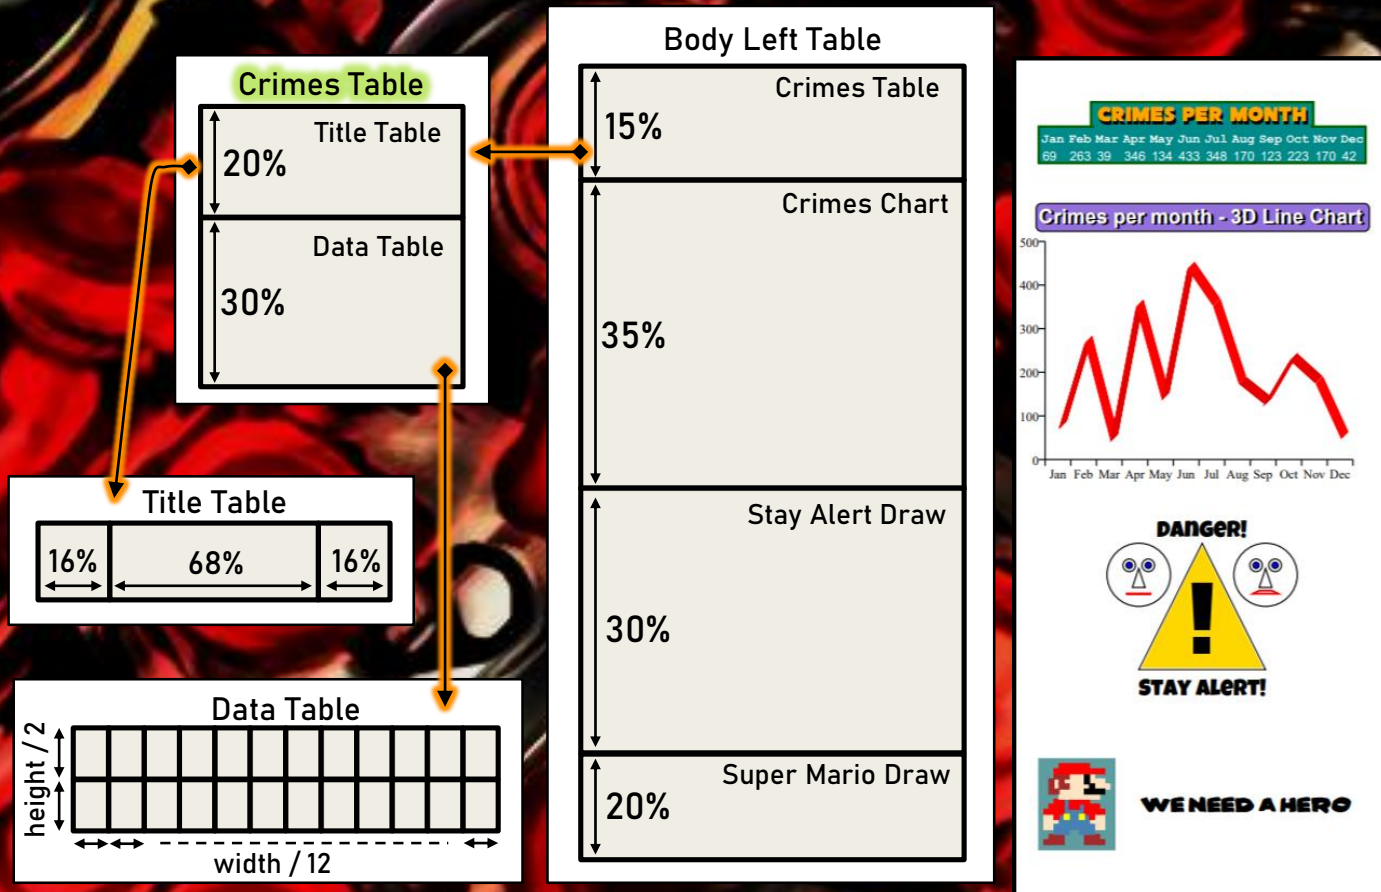 Crimes Table
Title Table
20%
Data Table
30%
Title Table
16%
68%
16%
Data Table
height / 2
width / 12
Body Left Table
Crimes Table
15%
Crimes Chart
35%
Stay Alert Draw
30%
Super Mario Draw
20%
CRIMES PER MONTH
Jan Feb Mar Apr May Jun Jul Aug Sep Oct Nov Dec
69 263 39 346 134 433 348 170 123 223 170 42
Crimes per month - 3D Line Chart
500
400
300
200
100
0
Jan Feb Mar Apr May Jun Jul Aug Sep Oct Nov Dec
DANGER!
!
STAY ALERT!
WE NEED A HERO